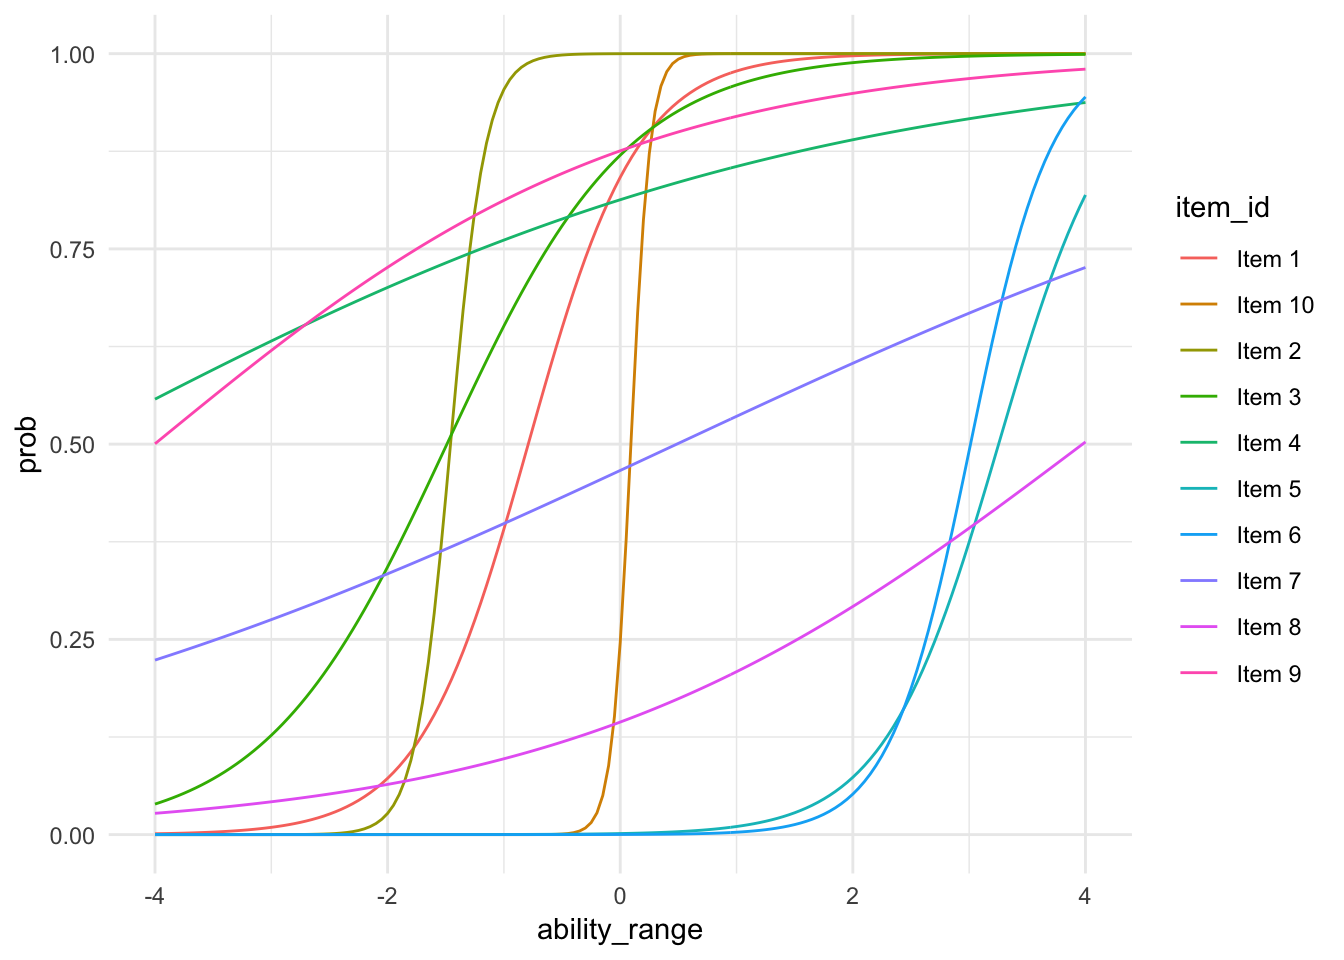 1.00
0.75
0.50
0.25
0.00
prob
-4
-2
0
2
4
ability_range
item_id
Item 1
Item 10
Item 2
Item 3
Item 4
Item 5
Item 6
Item 7
Item 8
Item 9